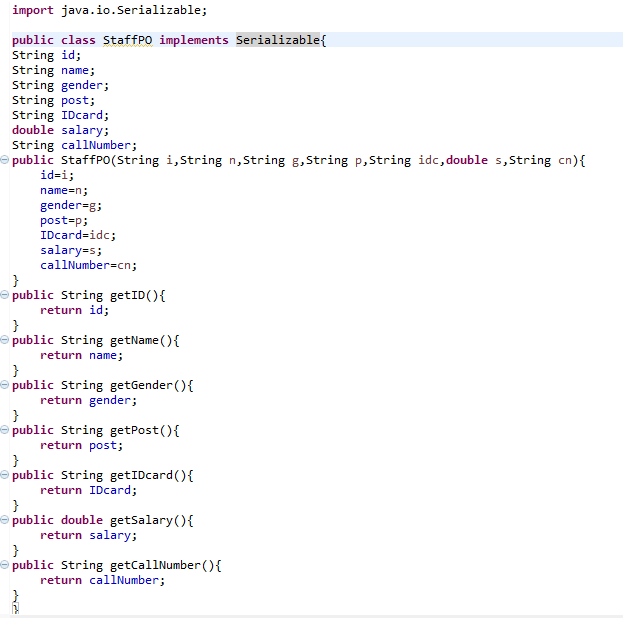 import java.io.Serializable;
public class StaffPO implements Serializable{
String id;
String name;
String gender;
String post;
String IDcard;
double salary;
String callNumber;
public StaffPO(String i,String n,String g,String p,String idc,double s,String cn){
    id=i;
    name=n;
    gender=g;
    post=p;
    IDcard=idc;
    salary=s;
    callNumber=cn;
}
public String getID(){
    return id;
}
public String getName(){
    return name;
}
public String getGender(){
    return gender;
}
public String getPost(){
    return post;
}
public String getIDcard(){
    return IDcard;
}
public double getSalary(){
    return salary;
}
public String getCallNumber(){
    return callNumber;
}
}